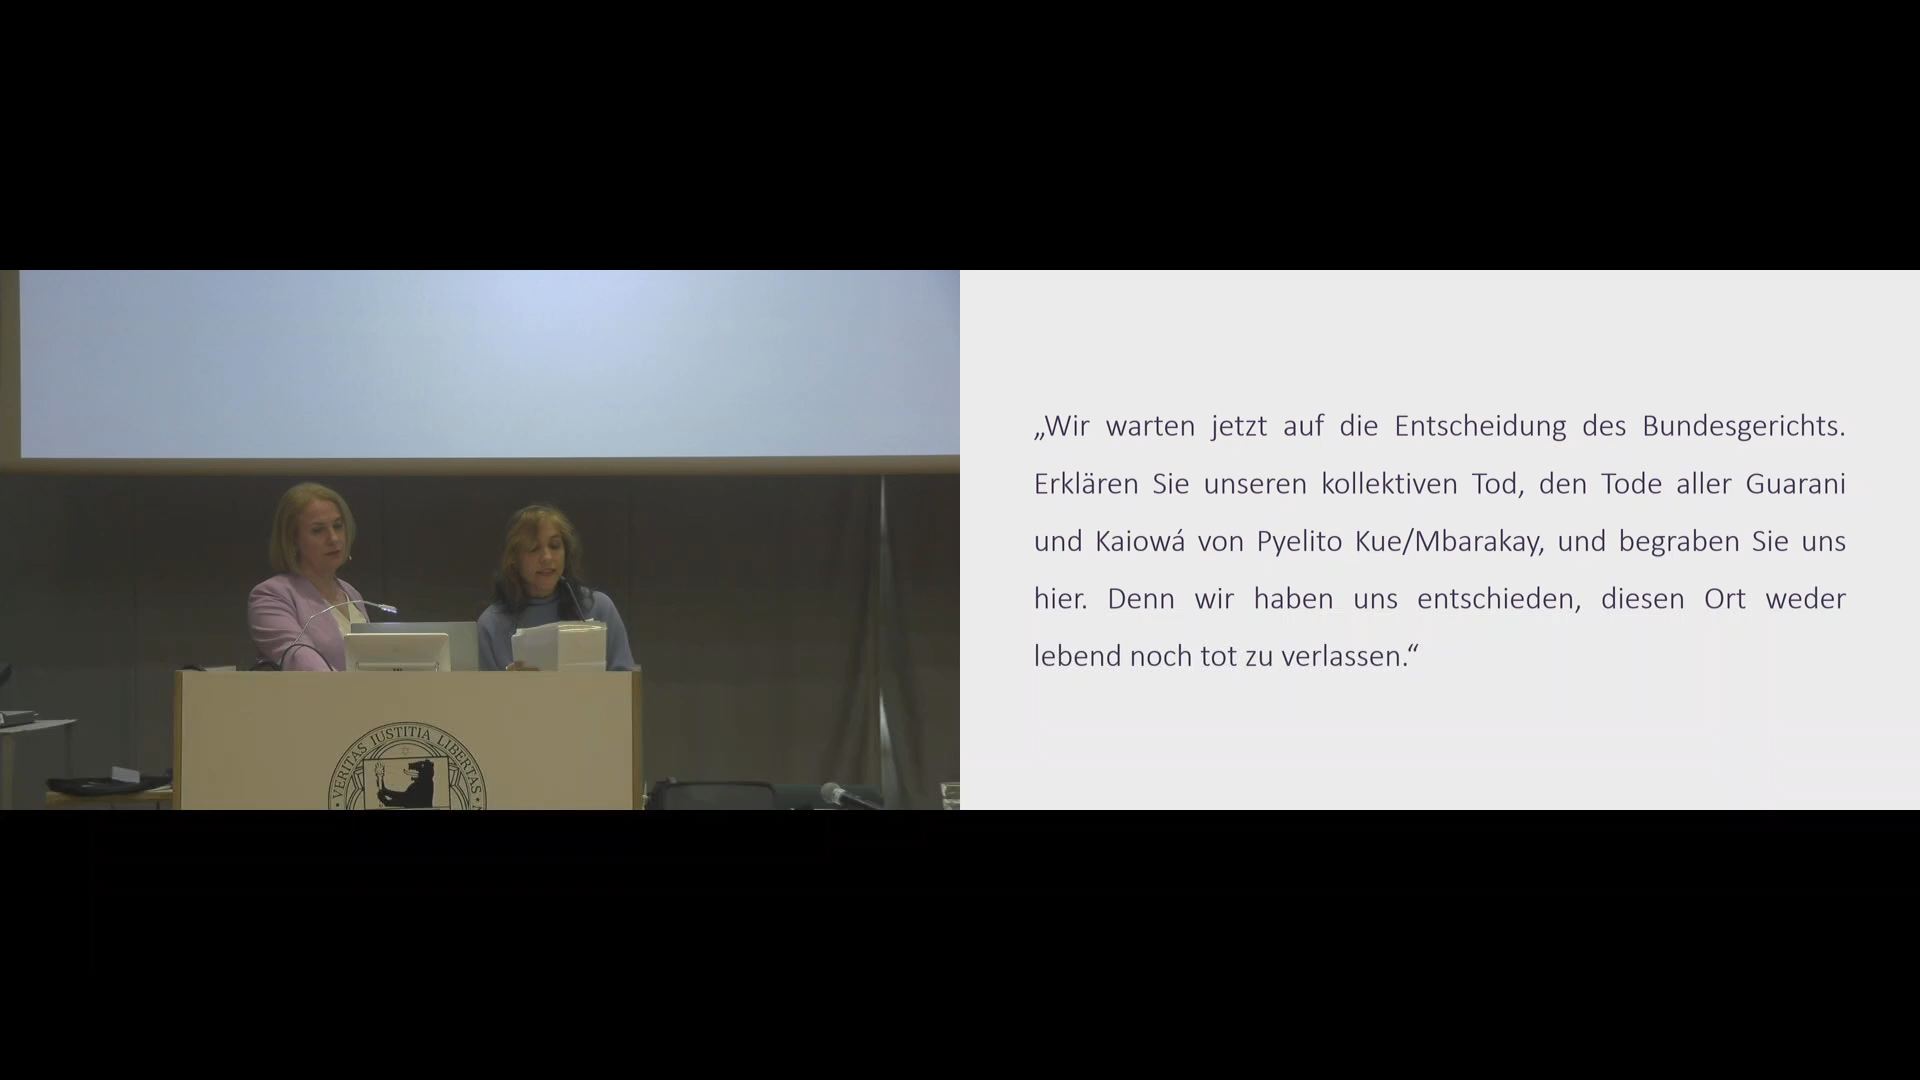 VERITAS IUSTITIA LIBERTAS
„Wir warten jetzt auf die Entscheidung des Bundesgerichts.
Erklären Sie unseren kollektiven Tod, den Tode aller Guarani
und Kaiowá von Pyelito Kue/Mbarakay, und begraben Sie uns
hier. Denn wir haben uns entschieden, diesen Ort weder
lebend noch tot zu verlassen.“